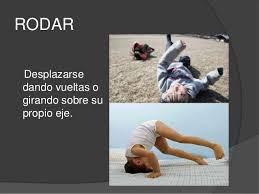 RODAR
Desplazarse
dando vueltas o
girando sobre su
propio eje.